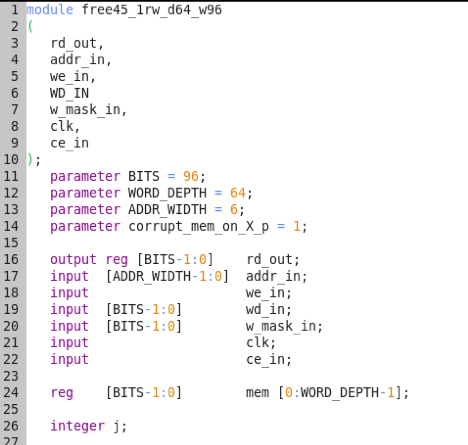 1 module free45_1rw_d64_w96
2 (
3    rd_out,
4    addr_in,
5    we_in,
6    WD_IN
7    w_mask_in,
8    clk,
9    ce_in
10 );
11    parameter BITS = 96;
12    parameter WORD_DEPTH = 64;
13    parameter ADDR_WIDTH = 6;
14    parameter corrupt_mem_on_X_p = 1;
15
16    output reg [BITS-1:0]    rd_out;
17    input  [ADDR_WIDTH-1:0]  addr_in;
18    input                    we_in;
19    input  [BITS-1:0]        wd_in;
20    input  [BITS-1:0]        w_mask_in;
21    input                    clk;
22    input                    ce_in;
23
24    reg    [BITS-1:0]        mem [0:WORD_DEPTH-1];
25
26    integer j;
27